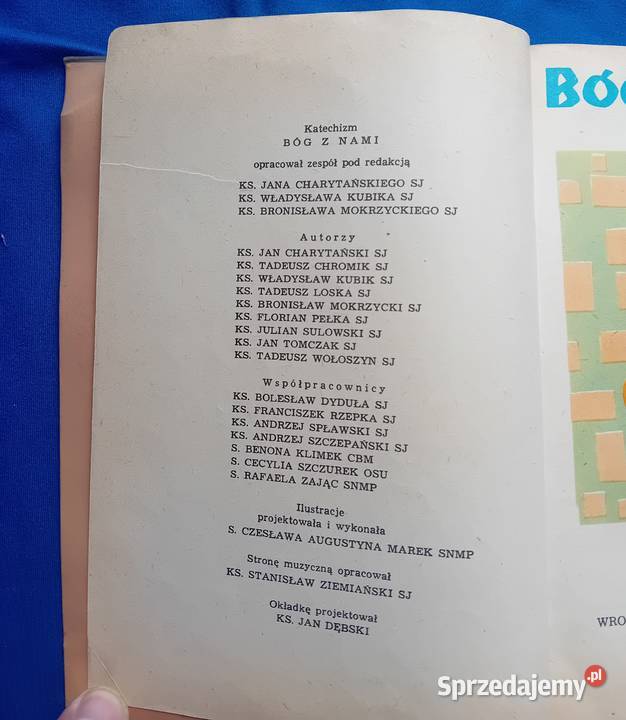 Katechizm
BÓG Z NAMI
opracował zespół pod redakcją
KS. JANA CHARYTAŃSKIEGO SJ
KS. WŁADYSŁAWA KUBIKA SJ
KS. BRONISŁAWA MOKRZYCKIEGO SJ
Autorzy
KS. JAN CHARYTAŃSKI SJ
KS. TADEUSZ CHROMIK SJ
KS. WŁADYSŁAW KUBIK SJ
KS. TADEUSZ LOSKA SJ
KS. BRONISŁAW MOKRZYCKI SJ
KS. FLORIAN PEŁKA SJ
KS. JULIAN SULOWSKI SJ
KS. JAN TOMCZAK SJ
KS. TADEUSZ WOŁOSZYN SJ
Współpracownicy
KS. BOLESŁAW DYDUŁA SJ
KS. FRANCISZEK RZEPKA SJ
KS. ANDRZEJ SPŁAWSKI SJ
KS. ANDRZEJ SZCZEPAŃSKI SJ
S. BENONA KLIMEK CBM
S. CECYLIA SZCZUREK OSU
S. RAFAELA ZAJĄC SNMP
Ilustracje
projektowała i wykonała
S. CZESŁAWA AUGUSTYNA MAREK SNMP
Stronę muzyczną opracował
KS. STANISŁAW ZIEMIAŃSKI SJ
Okładkę projektował
KS. JAN DĘBSKI
BÓG
WRO
Sprzedajemy.pl